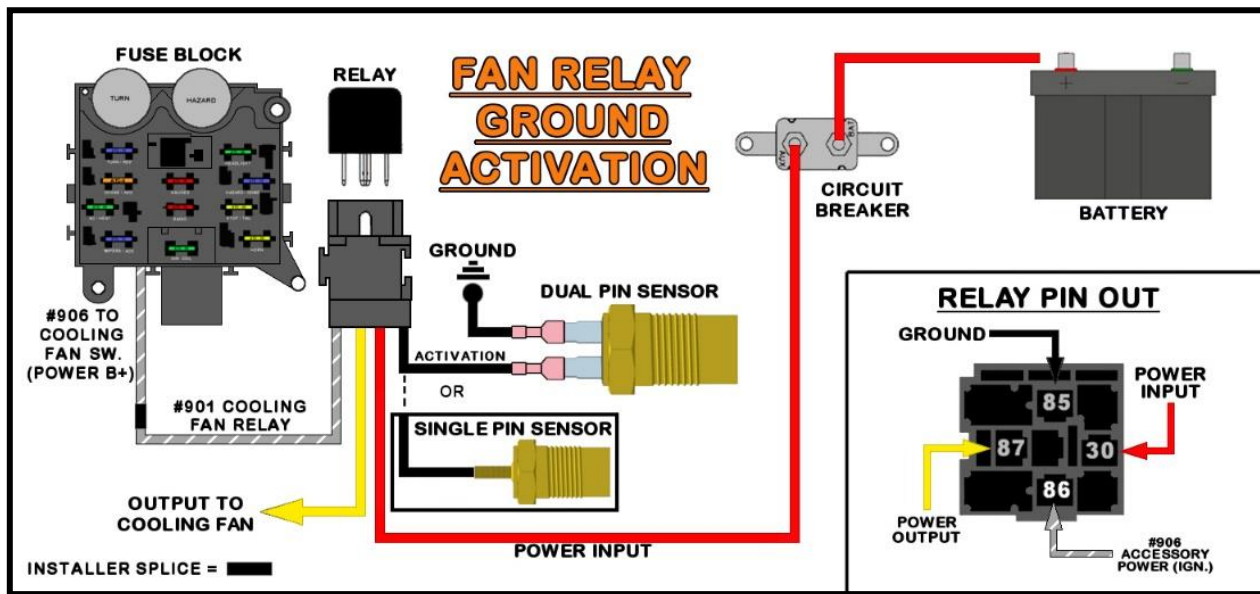 FUSE BLOCK
TURN
HAZARD
RELAY
FAN RELAY
GROUND
ACTIVATION
BAT
AUX
CIRCUIT
BREAKER
+
-
BATTERY
#906 TO
COOLING
FAN SW.
(POWER B+)
#901 COOLING
FAN RELAY
GROUND
DUAL PIN SENSOR
ACTIVATION
OR
SINGLE PIN SENSOR
OUTPUT TO
COOLING FAN
POWER INPUT
INSTALLER SPLICE =
RELAY PIN OUT
GROUND
POWER
INPUT
85
87
30
86
POWER
OUTPUT
#906
ACCESSORY
POWER (IGN.)